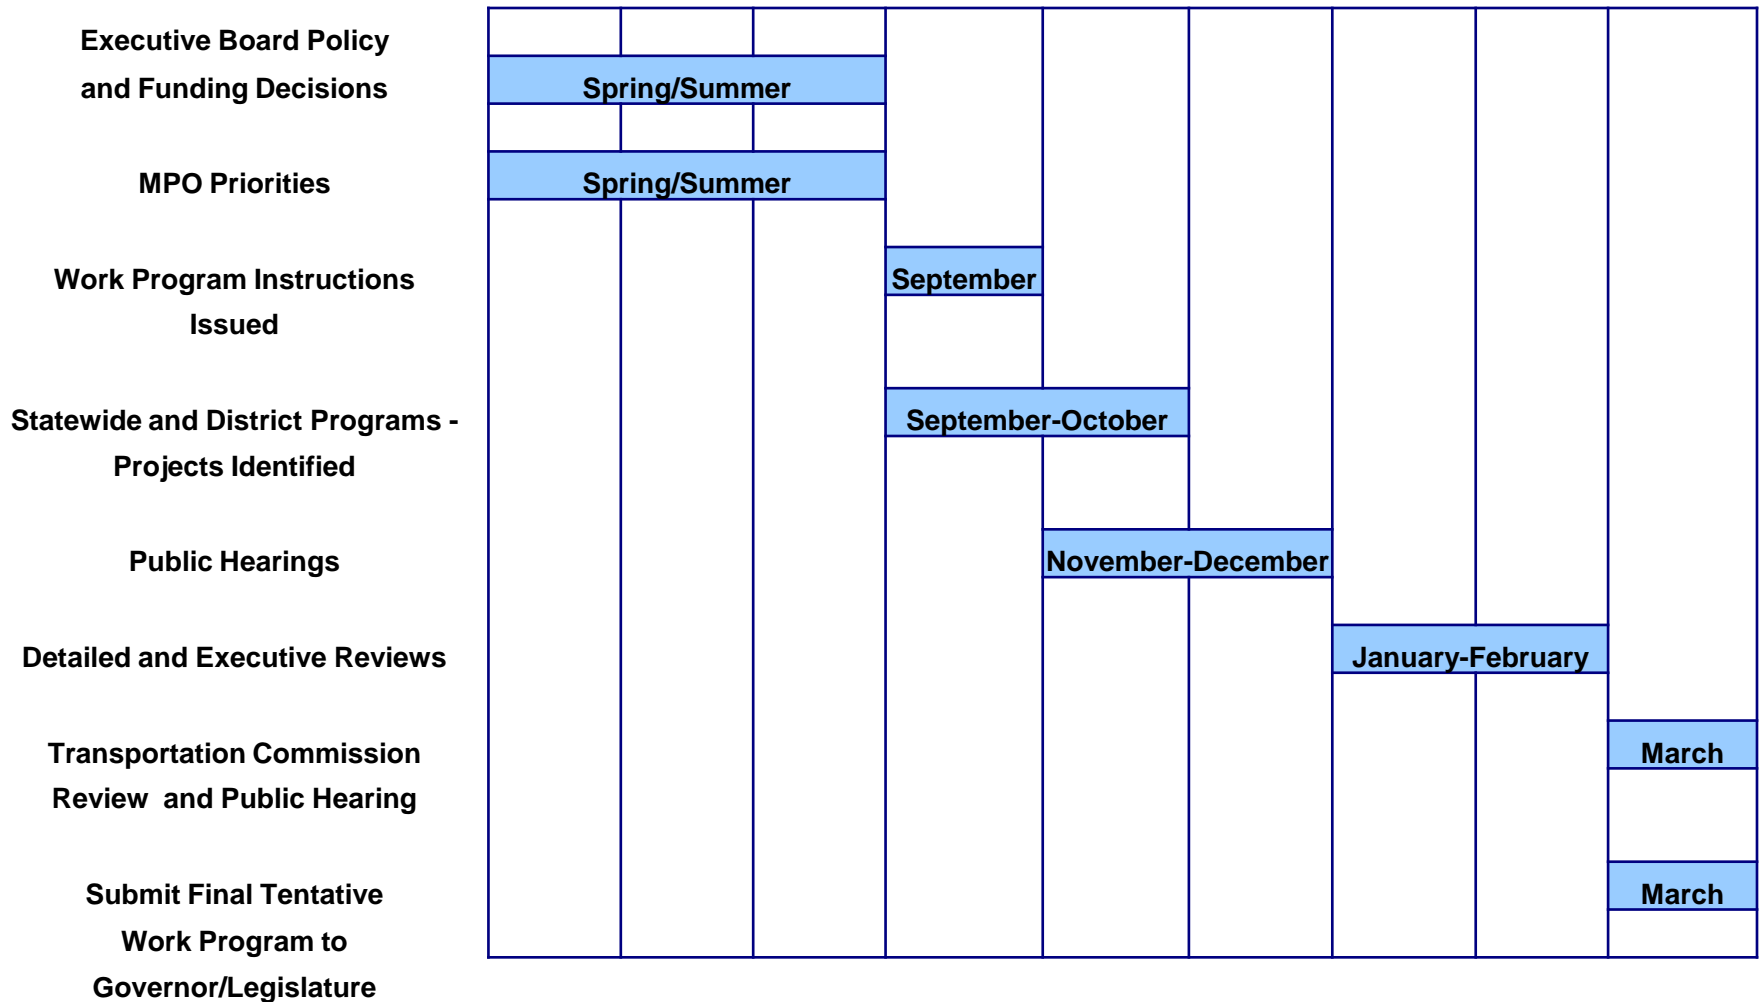 Executive Board Policy
and Funding Decisions
Spring/Summer
MPO Priorities
Spring/Summer
Work Program Instructions
Issued
September
Statewide and District Programs -
Projects Identified
September-October
Public Hearings
November-December
Detailed and Executive Reviews
January-February
Transportation Commission
Review  and Public Hearing
March
Submit Final Tentative
Work Program to
Governor/Legislature
March